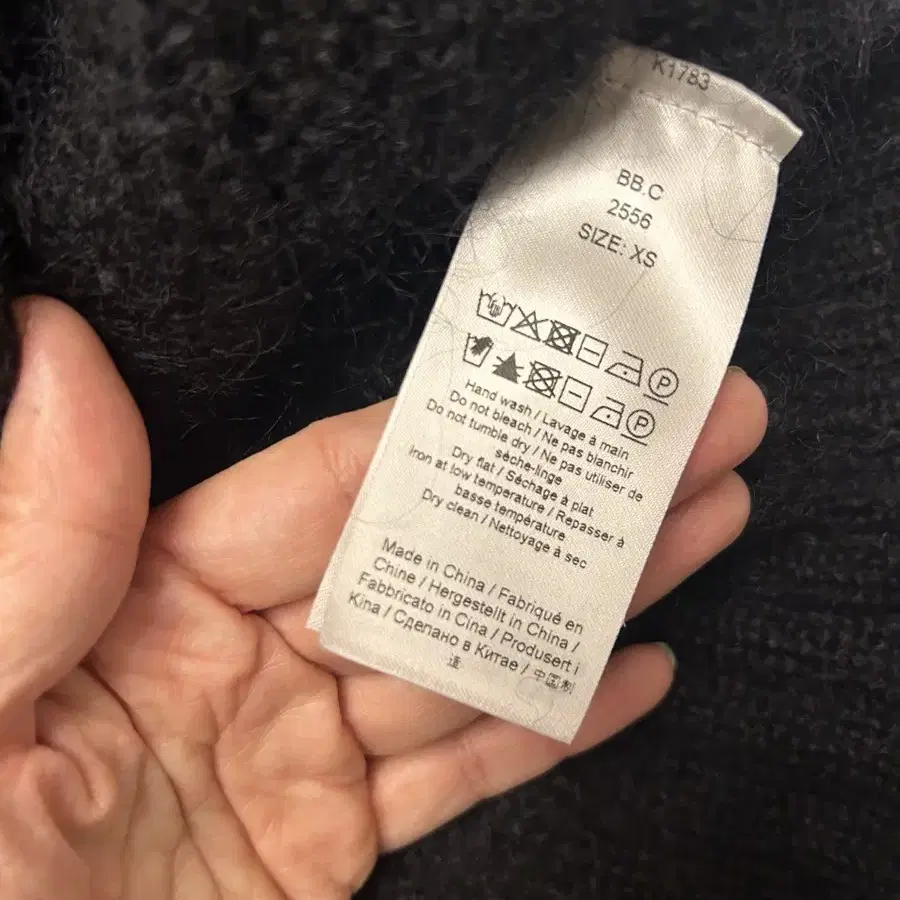 K1783
BB.C
2556
SIZE: XS
P
P
Hand wash / Lavage à main
Do not bleach / Ne pas blanchir
Do not tumble dry / Ne pas utiliser de
sèche-linge
Dry flat / Séchage à plat
Iron at low temperature / Repasser à
basse température
Dry clean / Nettoyage à sec
Made in China / Fabriqué en
Chine / Hergestellt in China /
Fabbricato in Cina / Produsert i
Kina / Сделано в Китае / 中国制
造